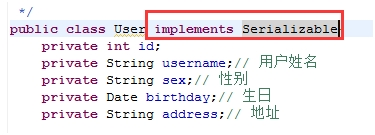 */
public class User implements Serializable
private int id;
private String username;// 用户姓名
private String sex;// 性别
private Date birthday;// 生日
private String address;// 地址